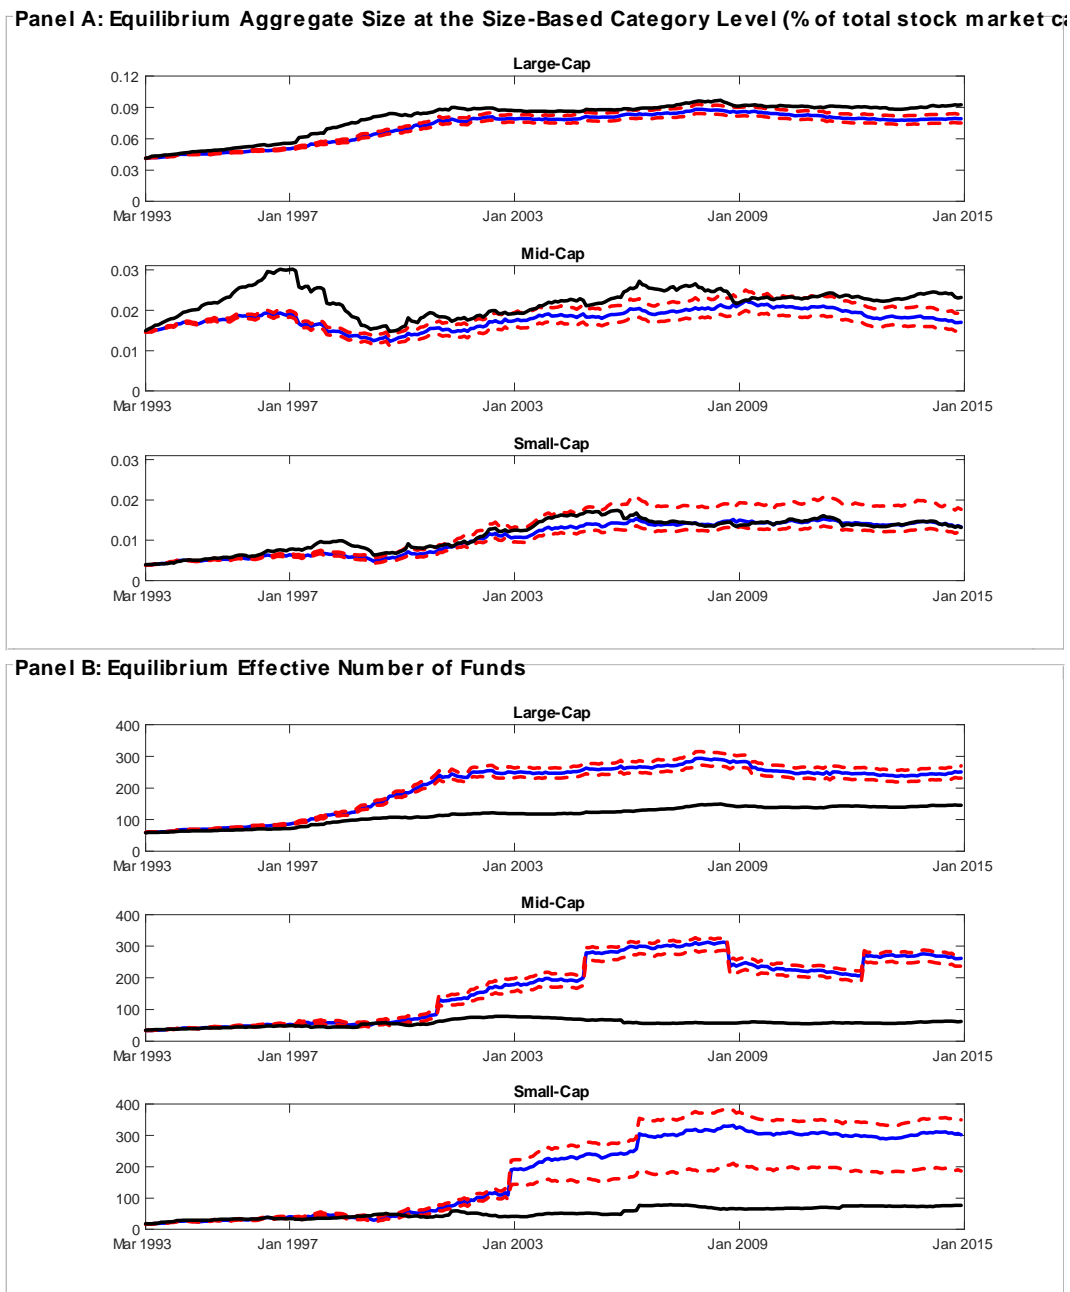 Panel A: Equilibrium Aggregate Size at the Size-Based Category Level (% of total stock market ca
Large-Cap
0.12
0.09
0.06
0.03
0
Mar 1993 Jan 1997 Jan 2003 Jan 2009 Jan 2015
Mid-Cap
0.03
0.02
0.01
0
Mar 1993 Jan 1997 Jan 2003 Jan 2009 Jan 2015
Small-Cap
0.03
0.02
0.01
0
Mar 1993 Jan 1997 Jan 2003 Jan 2009 Jan 2015
Panel B: Equilibrium Effective Number of Funds
Large-Cap
400
300
200
100
0
Mar 1993 Jan 1997 Jan 2003 Jan 2009 Jan 2015
Mid-Cap
400
300
200
100
0
Mar 1993 Jan 1997 Jan 2003 Jan 2009 Jan 2015
Small-Cap
400
300
200
100
0
Mar 1993 Jan 1997 Jan 2003 Jan 2009 Jan 2015